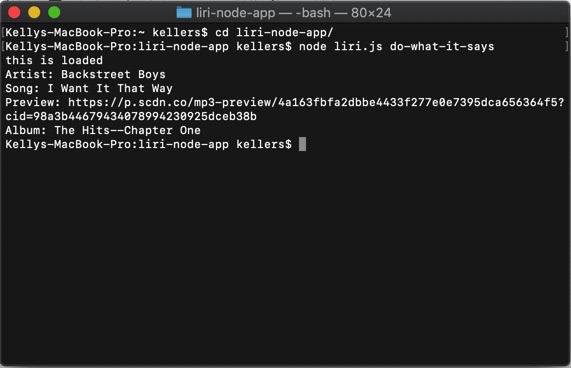 liri-node-app — -bash — 80×24
[Kellys-MacBook-Pro:~ kellers$ cd liri-node-app/ ]
[Kellys-MacBook-Pro:liri-node-app kellers$ node liri.js do-what-it-says ]
this is loaded
Artist: Backstreet Boys
Song: I Want It That Way
Preview: https://p.scdn.co/mp3-preview/4a163fbfa2dbbe4433f277e0e7395dca656364f5?
cid=98a3b44679434078994230925dceb38b
Album: The Hits--Chapter One
Kellys-MacBook-Pro:liri-node-app kellers$